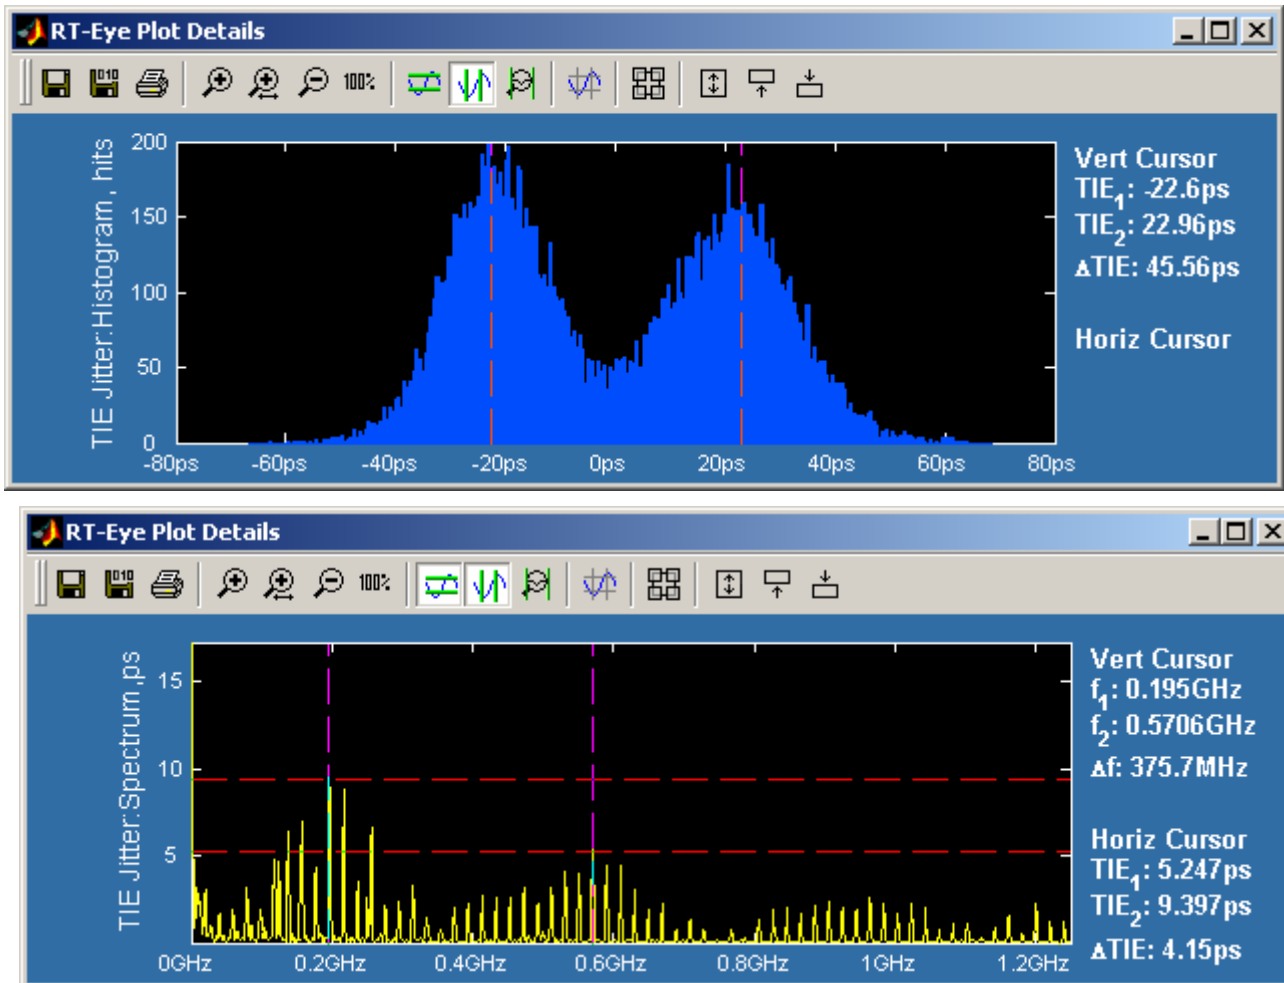 RT-Eye Plot Details
100%
TIE Jitter:Histogram, hits
200
150
100
50
0
-80ps -60ps -40ps -20ps 0ps 20ps 40ps 60ps 80ps
Vert Cursor
TIE1: -22.6ps
TIE2: 22.96ps
ΔTIE: 45.56ps
Horiz Cursor
RT-Eye Plot Details
100%
TIE Jitter:Spectrum,ps
15
10
5
0GHz 0.2GHz 0.4GHz 0.6GHz 0.8GHz 1GHz 1.2GHz
Vert Cursor
f1: 0.195GHz
f2: 0.5706GHz
Δf: 375.7MHz
Horiz Cursor
TIE1: 5.247ps
TIE2: 9.397ps
ΔTIE: 4.15ps